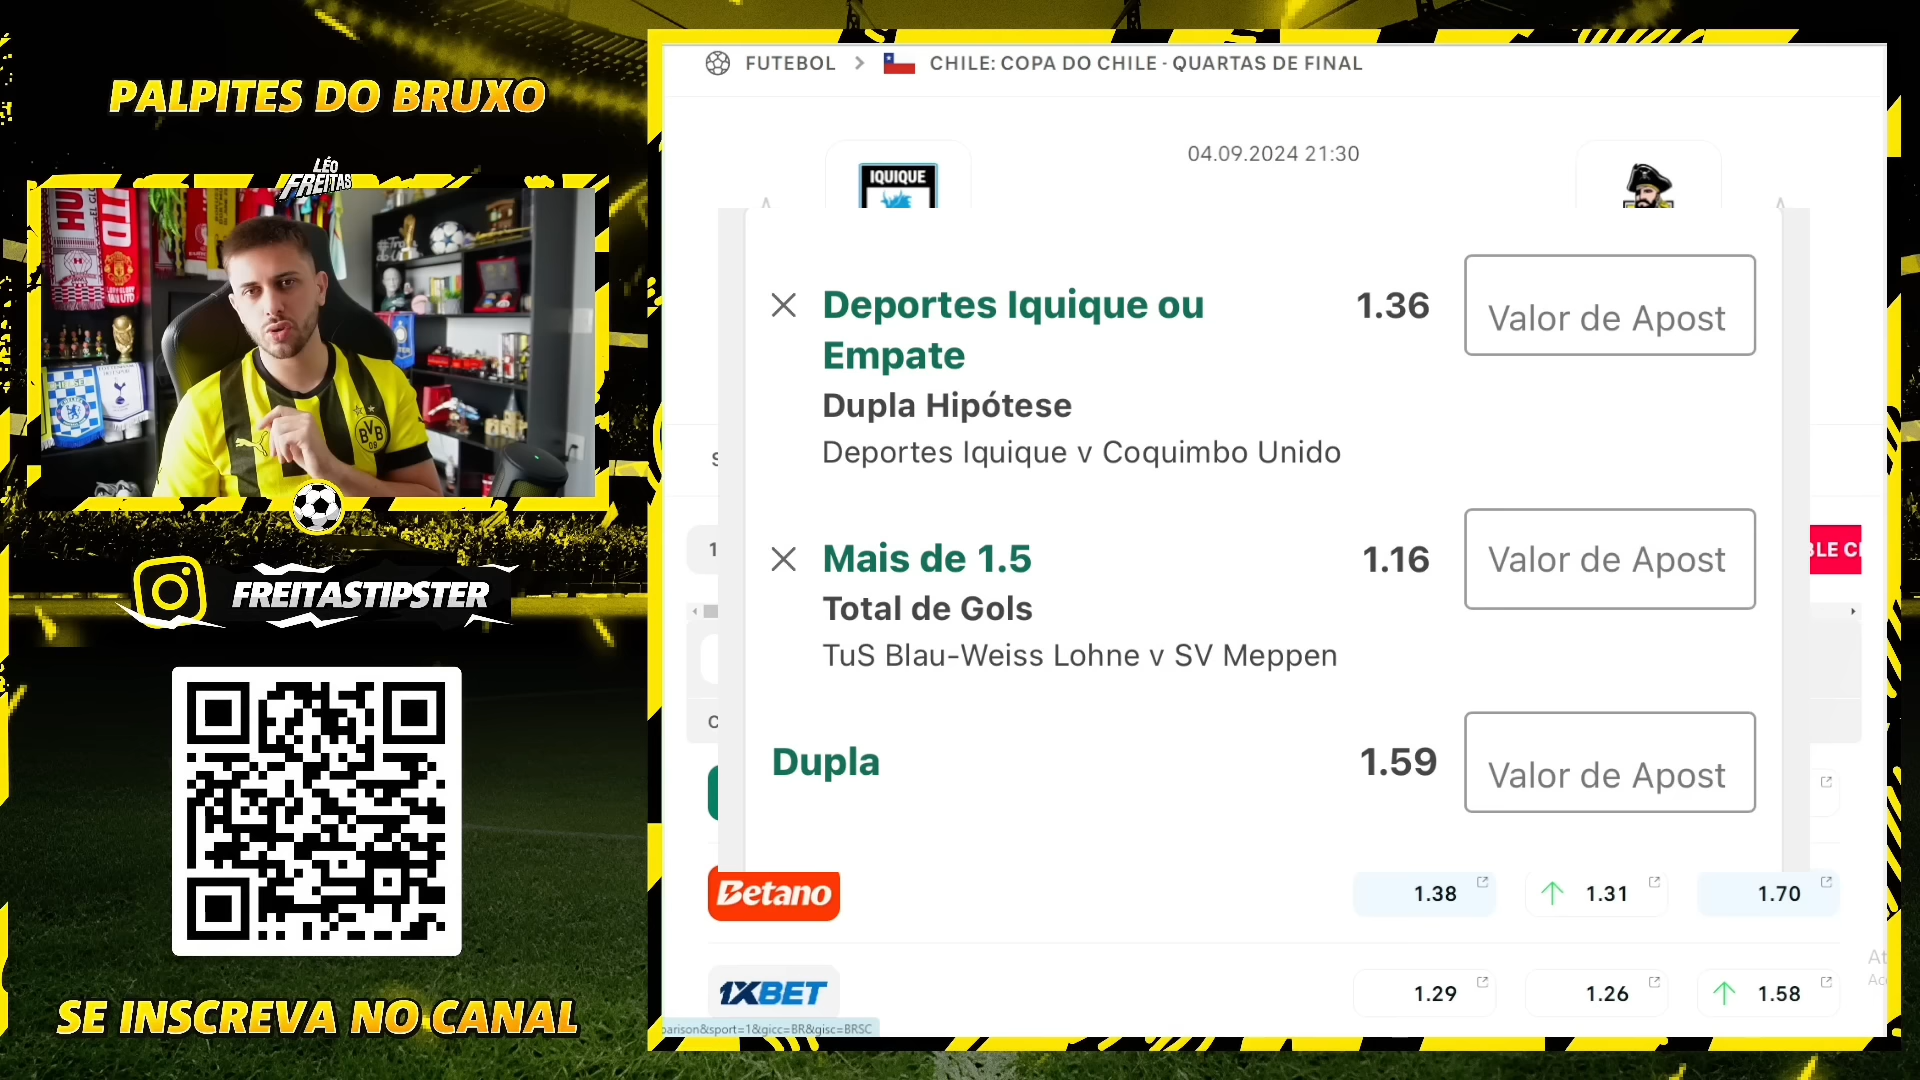 PALPITES DO BRUXO
LÉO
FREITAS
FREITASTIPSTER
SE INSCREVA NO CANAL
FUTEBOL > CHILE: COPA DO CHILE - QUARTAS DE FINAL
04.09.2024 21:30
IQUIQUE
Deportes Iquique ou 1.36 Valor de Apost
Empate
Dupla Hipótese
Deportes Iquique v Coquimbo Unido
Mais de 1.5 1.16 Valor de Apost
Total de Gols
TuS Blau-Weiss Lohne v SV Meppen
Dupla 1.59 Valor de Apost
Betano 1.38 1.31 1.70
1XBET 1.29 1.26 1.58
parison&sport=1&gicc=BR&gisc=BRSC
BVB
09